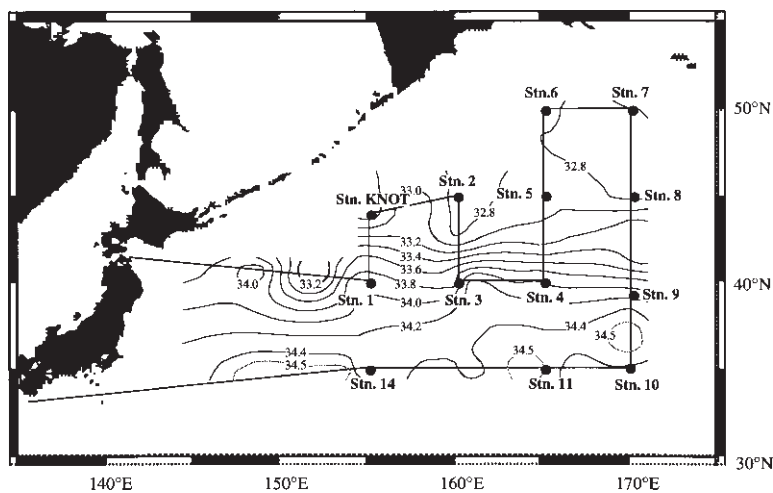 Stn.6
Stn. 7
50°N
32.8
Stn. 2
Stn. KNOT
33.0
Stn. 5
Stn. 8
32.8
33.2
33.4
33.6
34.0
33.2
33.8
40°N
Stn. 1
34.0
Stn. 3
Stn. 4
Stn. 9
34.2
34.4
34.5
34.4
34.5
34.5
Stn. 14
Stn. 11
Stn. 10
30°N
140°E
150°E
160°E
170°E